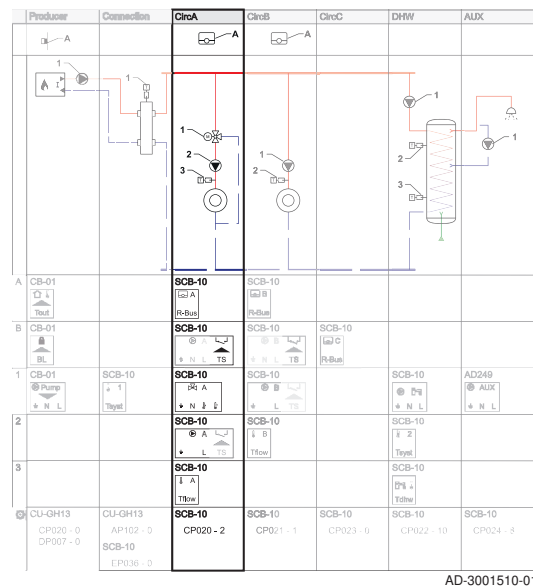 Producer Connection CircA CircB CircC DHW AUX
A A A
1 1
1
1 1
1
2 2
2
3 3
A CB-01 SCB-10 SCB-10
A B
Tout R-Bus R-Bus
B CB-01 SCB-10 SCB-10 SCB-10
A B C
BL N L TS N L TS R-Bus
1 CB-01 SCB-10 SCB-10 SCB-10 SCB-10 AD249
Pump 1 A B AUX
N L Tsyst N L TS N L N L
2 SCB-10 SCB-10 SCB-10
A B 2
L TS Tflow Tsyst
3 SCB-10 SCB-10
A
Tflow Tdhw
CU-GH13 CU-GH13 SCB-10 SCB-10 SCB-10 SCB-10 SCB-10
CP020 - 0 AP102 - 0 CP020 - 2 CP021 - 1 CP023 - 0 CP022 - 10 CP024 -
DP007 - 0 SCB-10
EP036 - 0
AD-3001510-01